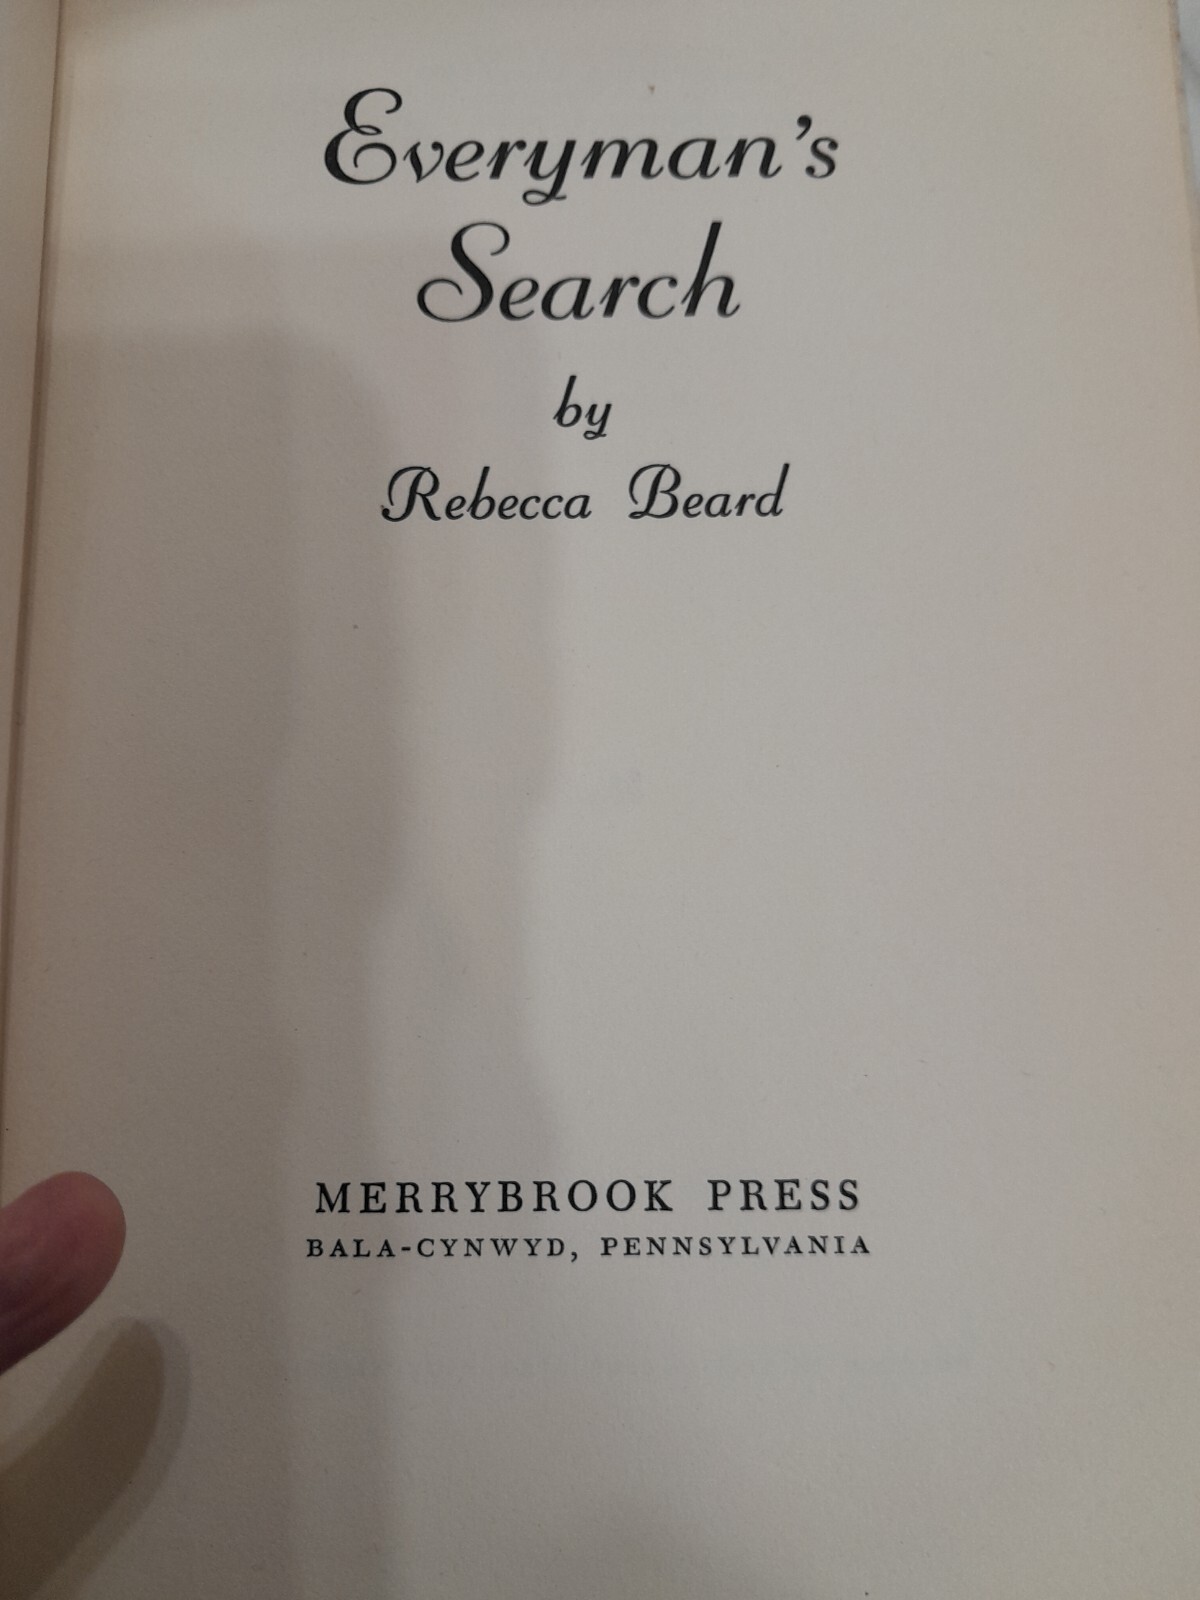 Everyman's
Search
by
Rebecca Beard
MERRYBROOK PRESS
BALA-CYNWYD, PENNSYLVANIA